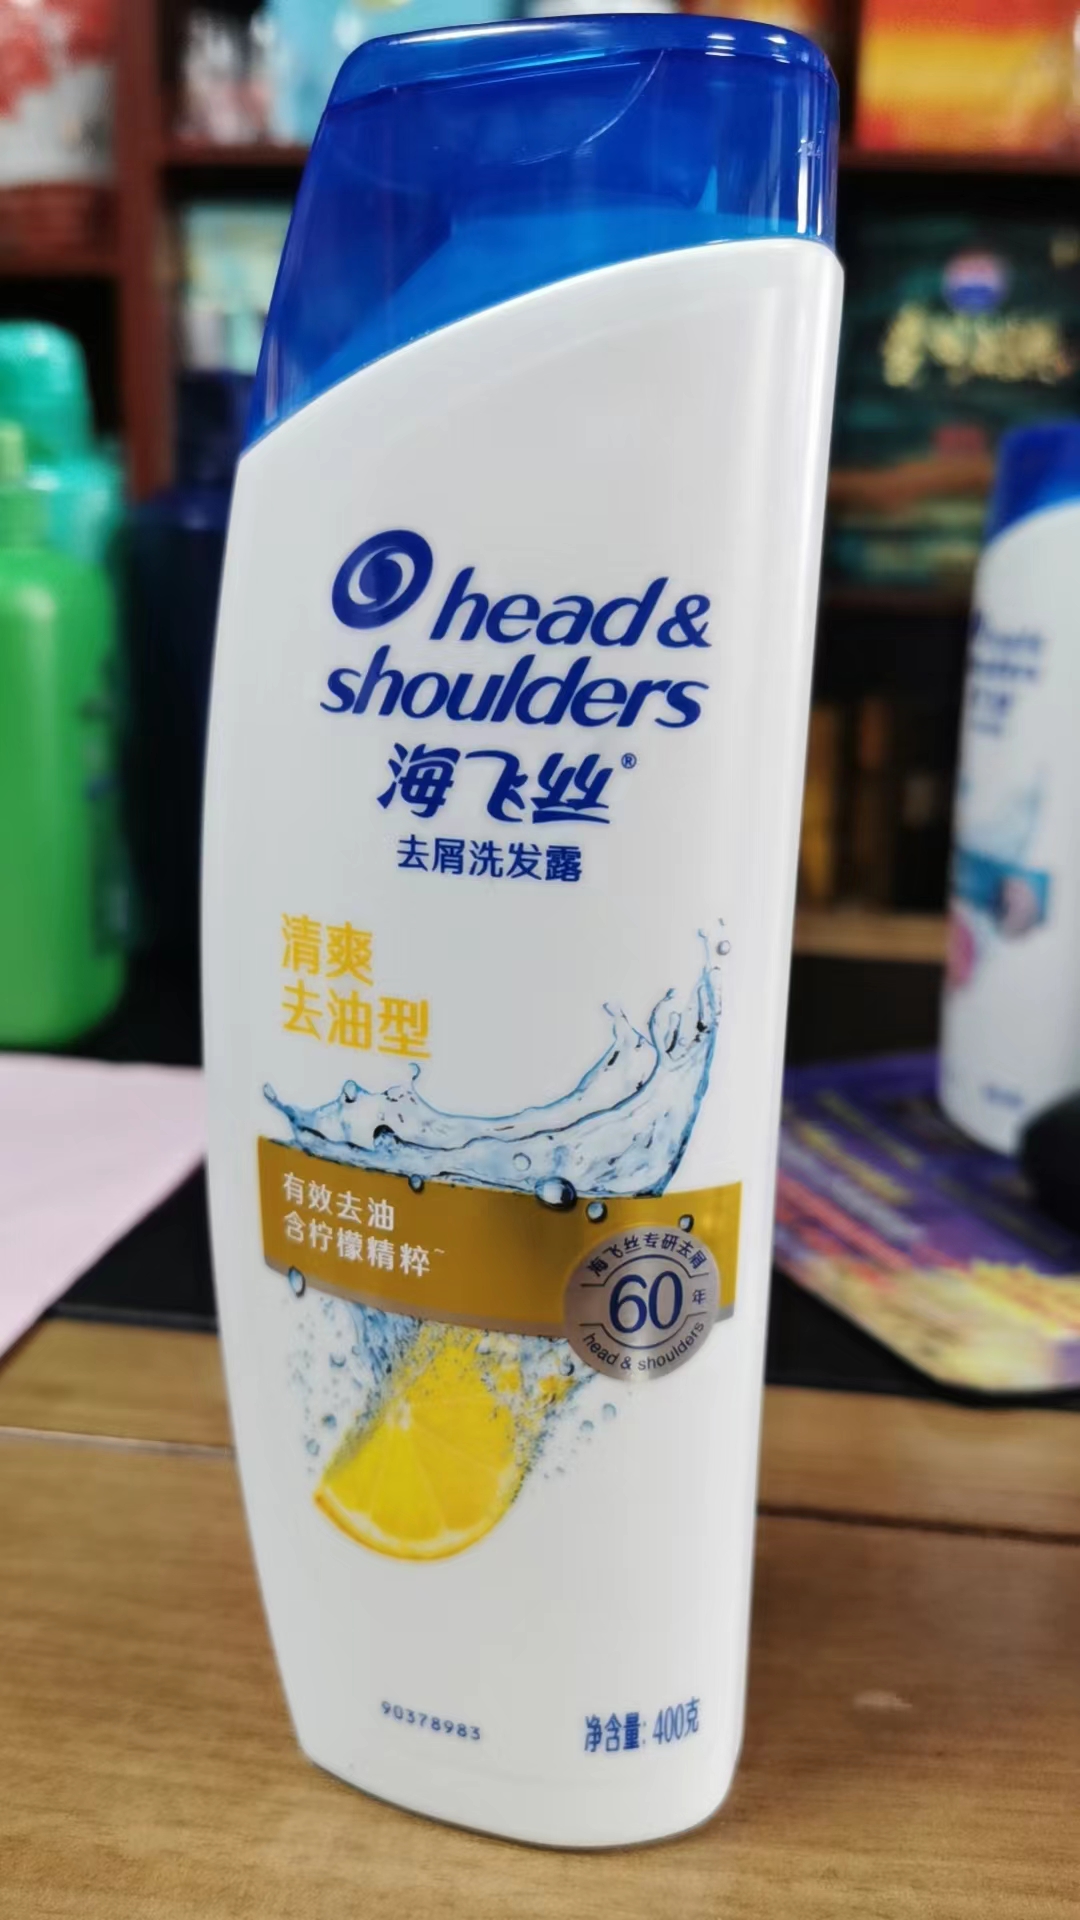 head &
shoulders
海飞丝®
去屑洗发露
清爽
去油型
有效去油
含柠檬精粹~
海飞丝专研去屑
60年
head & shoulders
90378983
净含量: 400克